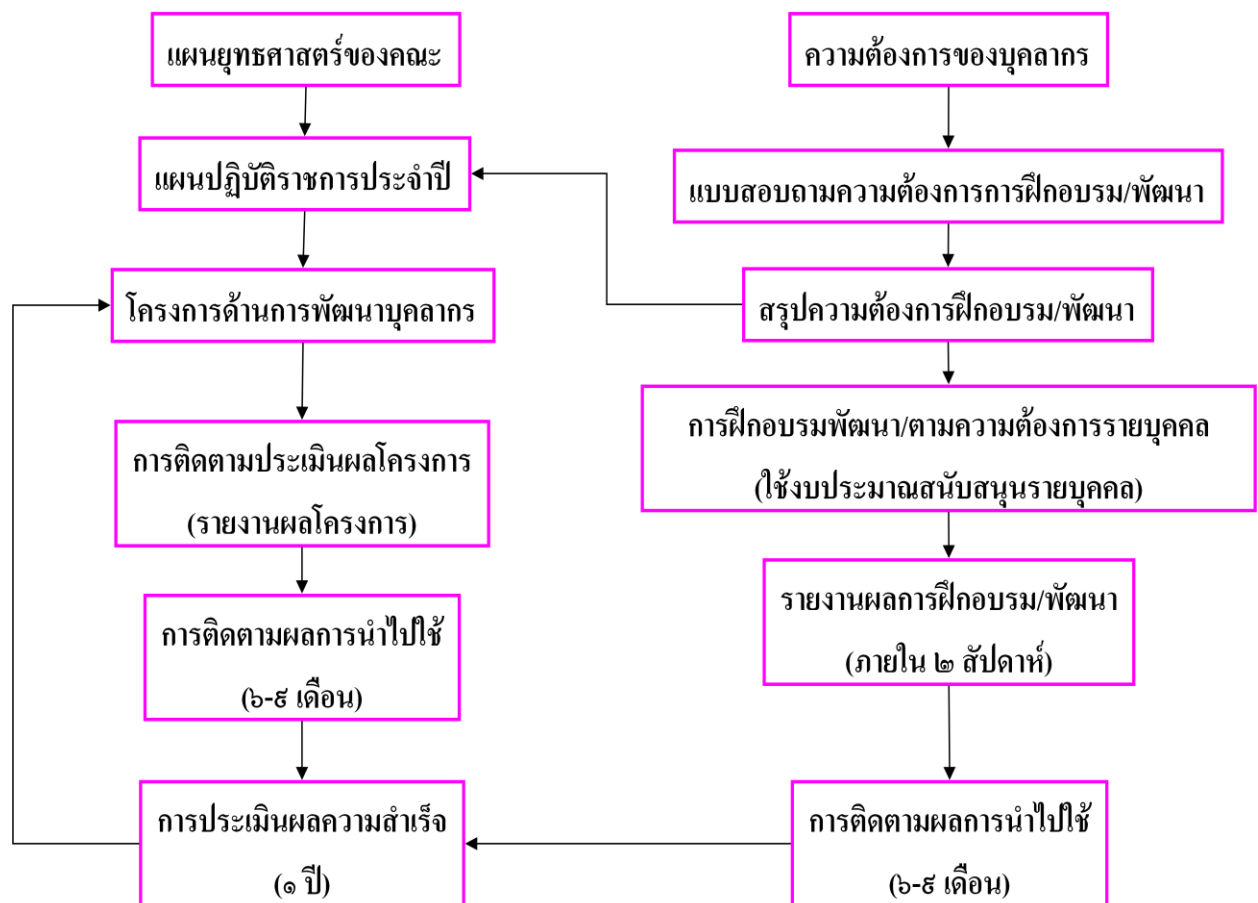 แผนยุทธศาสตร์ของคณะ
แผนปฏิบัติราชการประจำปี
โครงการด้านการพัฒนาบุคลากร
การติดตามประเมินผลโครงการ
(รายงานผลโครงการ)
การติดตามผลการนำไปใช้
(๖-๙ เดือน)
การประเมินผลความสำเร็จ
(๑ ปี)
ความต้องการของบุคลากร
แบบสอบถามความต้องการการฝึกอบรม/พัฒนา
สรุปความต้องการฝึกอบรม/พัฒนา
การฝึกอบรมพัฒนา/ตามความต้องการรายบุคคล
(ใช้งบประมาณสนับสนุนรายบุคคล)
รายงานผลการฝึกอบรม/พัฒนา
(ภายใน ๒ สัปดาห์)
การติดตามผลการนำไปใช้
(๖-๙ เดือน)